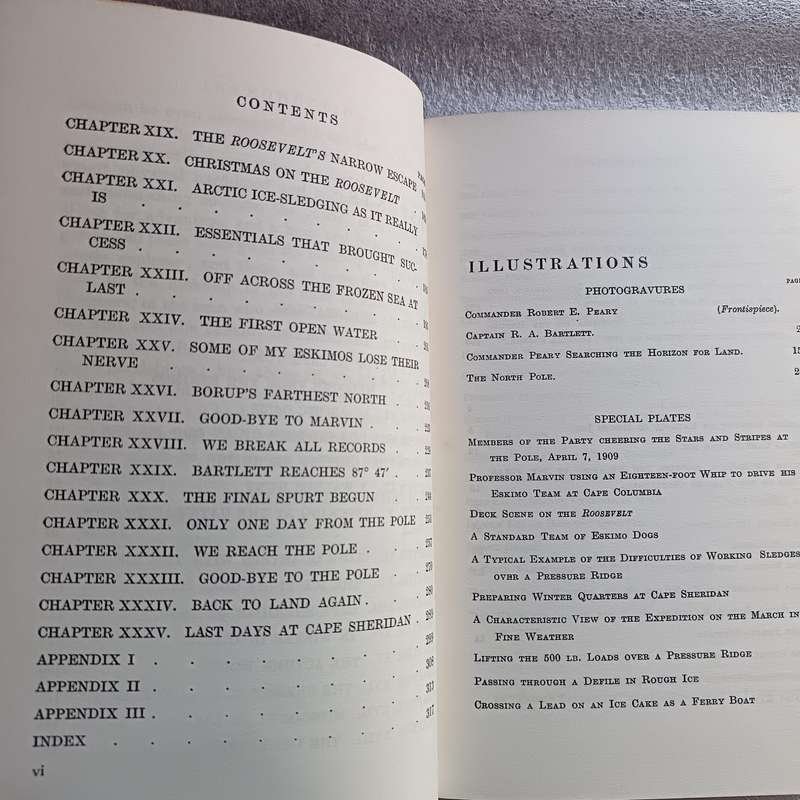 CONTENTS
CHAPTER XIX. THE ROOSEVELT'S NARROW ESCAPE
CHAPTER XX. CHRISTMAS ON THE ROOSEVELT .
CHAPTER XXI. ARCTIC ICE-SLEDGING AS IT REALLY
IS . . . . . . . .
CHAPTER XXII. ESSENTIALS THAT BROUGHT SUC-
CESS . . . . . . . .
CHAPTER XXIII. OFF ACROSS THE FROZEN SEA AT
LAST . . . . . . . .
CHAPTER XXIV. THE FIRST OPEN WATER .
CHAPTER XXV. SOME OF MY ESKIMOS LOSE THEIR
NERVE . . . . . . . .
CHAPTER XXVI. BORUP'S FARTHEST NORTH . .
CHAPTER XXVII. GOOD-BYE TO MARVIN . . .
CHAPTER XXVIII. WE BREAK ALL RECORDS . .
CHAPTER XXIX. BARTLETT REACHES 87° 47′ . .
CHAPTER XXX. THE FINAL SPURT BEGUN . . 244
CHAPTER XXXI. ONLY ONE DAY FROM THE POLE
CHAPTER XXXII. WE REACH THE POLE . . . 257
CHAPTER XXXIII. GOOD-BYE TO THE POLE . . 270
CHAPTER XXXIV. BACK TO LAND AGAIN . . . 280
CHAPTER XXXV. LAST DAYS AT CAPE SHERIDAN . 289
APPENDIX I . . . . . . . . 299
APPENDIX II . . . . . . . . 308
APPENDIX III . . . . . . . . 313
INDEX . . . . . . . . 317
vi
ILLUSTRATIONS
PHOTOGRAVURES
COMMANDER ROBERT E. PEARY (Frontispiece).
CAPTAIN R. A. BARTLETT.
COMMANDER PEARY SEARCHING THE HORIZON FOR LAND.
THE NORTH POLE.
SPECIAL PLATES
MEMBERS OF THE PARTY CHEERING THE STARS AND STRIPES AT
THE POLE, APRIL 7, 1909
PROFESSOR MARVIN USING AN EIGHTEEN-FOOT WHIP TO DRIVE HIS
ESKIMO TEAM AT CAPE COLUMBIA
DECK SCENE ON THE ROOSEVELT
A STANDARD TEAM OF ESKIMO DOGS
A TYPICAL EXAMPLE OF THE DIFFICULTIES OF WORKING SLEDGES
OVER A PRESSURE RIDGE
PREPARING WINTER QUARTERS AT CAPE SHERIDAN
A CHARACTERISTIC VIEW OF THE EXPEDITION ON THE MARCH IN
FINE WEATHER
LIFTING THE 500 LB. LOADS OVER A PRESSURE RIDGE
PASSING THROUGH A DEFILE IN ROUGH ICE
CROSSING A LEAD ON AN ICE CAKE AS A FERRY BOAT